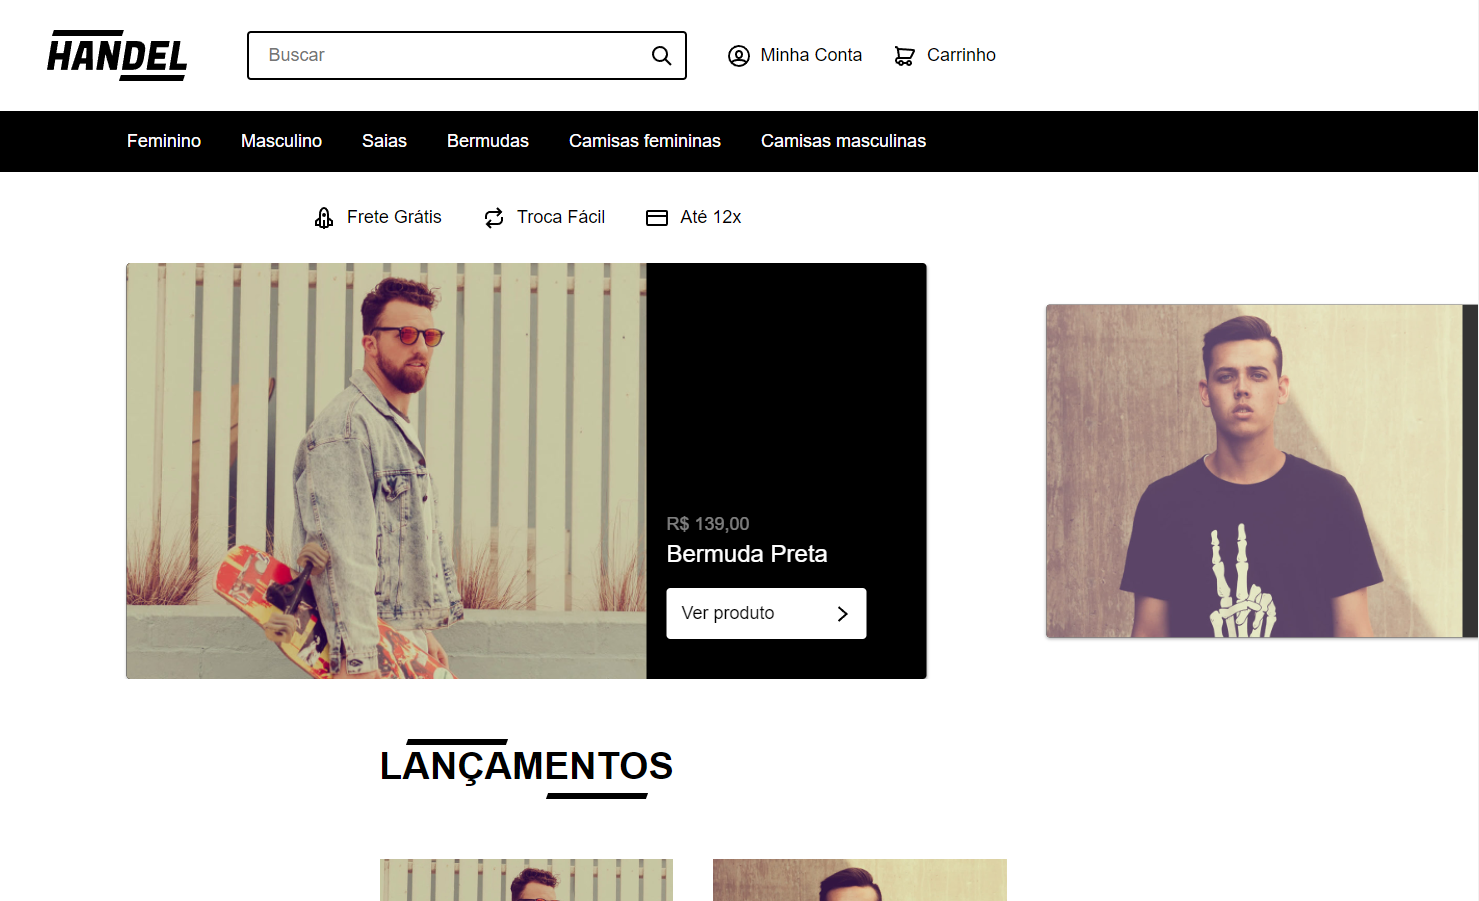 HANDEL
Buscar
Minha Conta
Carrinho
Feminino
Masculino
Saias
Bermudas
Camisas femininas
Camisas masculinas
Frete Grátis
Troca Fácil
Até 12x
R$ 139,00
Bermuda Preta
Ver produto
LANÇAMENTOS